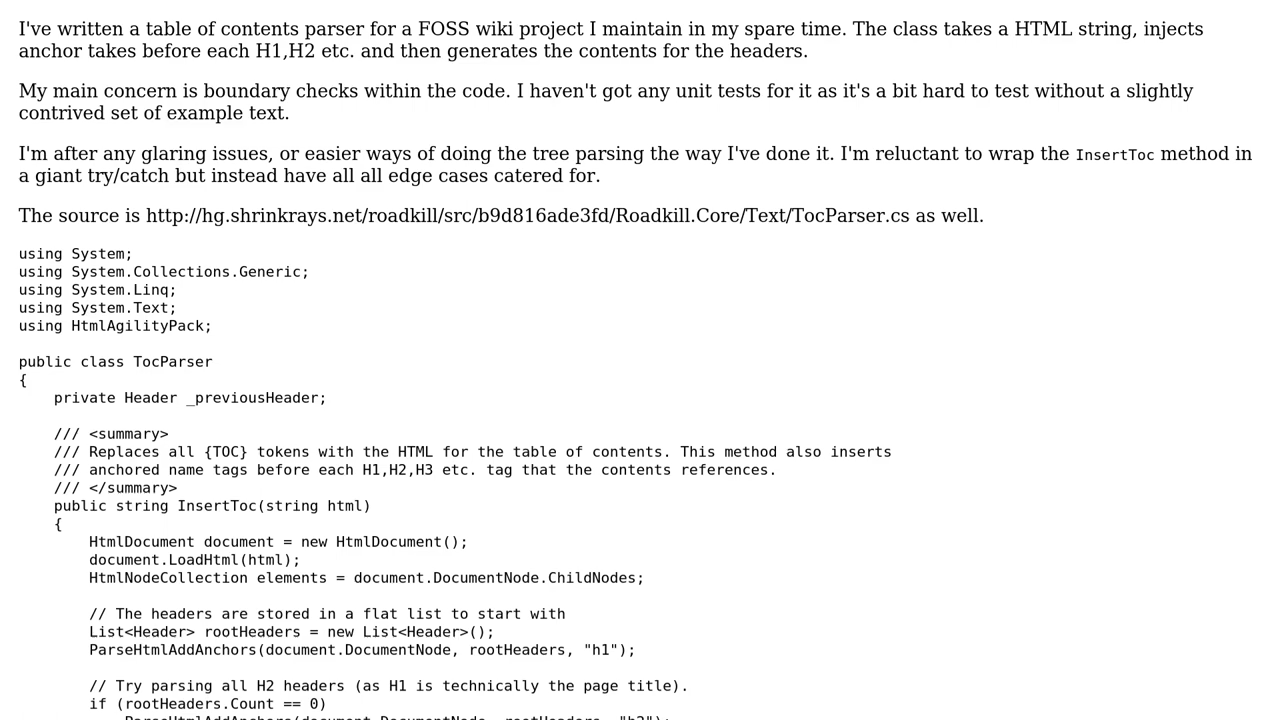 I've written a table of contents parser for a FOSS wiki project I maintain in my spare time. The class takes a HTML string, injects
anchor takes before each H1,H2 etc. and then generates the contents for the headers.
My main concern is boundary checks within the code. I haven't got any unit tests for it as it's a bit hard to test without a slightly
contrived set of example text.
I'm after any glaring issues, or easier ways of doing the tree parsing the way I've done it. I'm reluctant to wrap the InsertToc method in
a giant try/catch but instead have all all edge cases catered for.
The source is http://hg.shrinkrays.net/roadkill/src/b9d816ade3fd/Roadkill.Core/Text/TocParser.cs as well.
using System;
using System.Collections.Generic;
using System.Linq;
using System.Text;
using HtmlAgilityPack;
public class TocParser
{
    private Header _previousHeader;
    /// <summary>
    /// Replaces all {TOC} tokens with the HTML for the table of contents. This method also inserts
    /// anchored name tags before each H1,H2,H3 etc. tag that the contents references.
    /// </summary>
    public string InsertToc(string html)
    {
        HtmlDocument document = new HtmlDocument();
        document.LoadHtml(html);
        HtmlNodeCollection elements = document.DocumentNode.ChildNodes;
        // The headers are stored in a flat list to start with
        List<Header> rootHeaders = new List<Header>();
        ParseHtmlAddAnchors(document.DocumentNode, rootHeaders, "h1");
        // Try parsing all H2 headers (as H1 is technically the page title).
        if (rootHeaders.Count == 0)
            ParseHtmlAddAnchors(document.DocumentNode, rootHeaders, "h2");